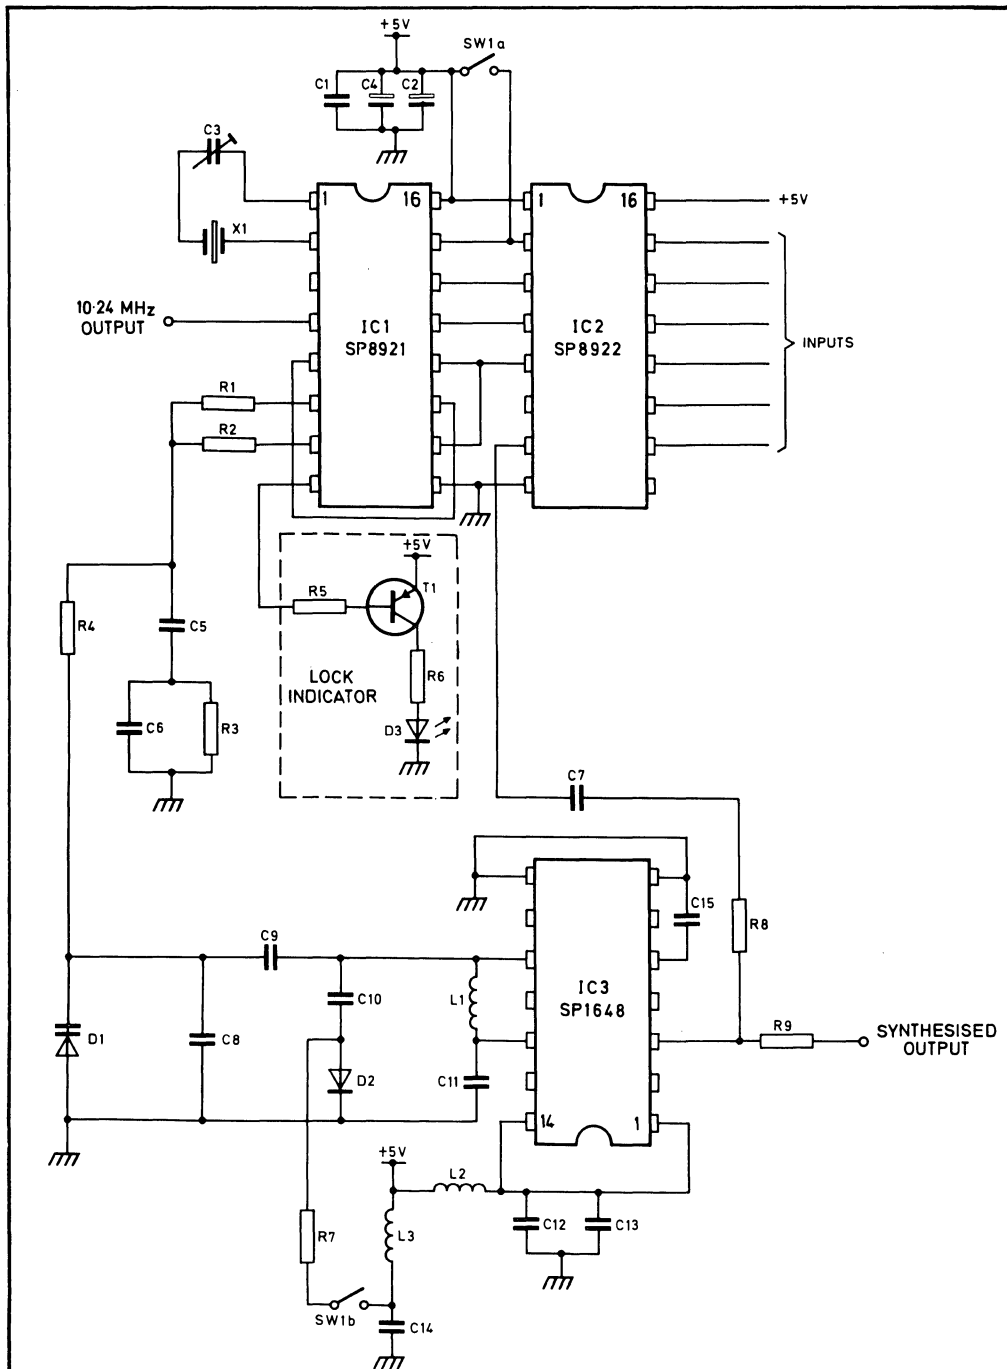 +5V
SW1a
C1
C4
C2
C3
1
16
1
16
+5V
X1
10·24 MHz
OUTPUT
IC1
SP8921
IC2
SP8922
INPUTS
R1
R2
+5V
T1
R5
R4
C5
LOCK
INDICATOR
R6
C6
R3
D3
C7
C15
R8
C9
IC3
SP1648
C10
L1
R9
SYNTHESISED
OUTPUT
D1
C8
D2
C11
14
1
+5V
L2
R7
L3
C12
C13
SW1b
C14